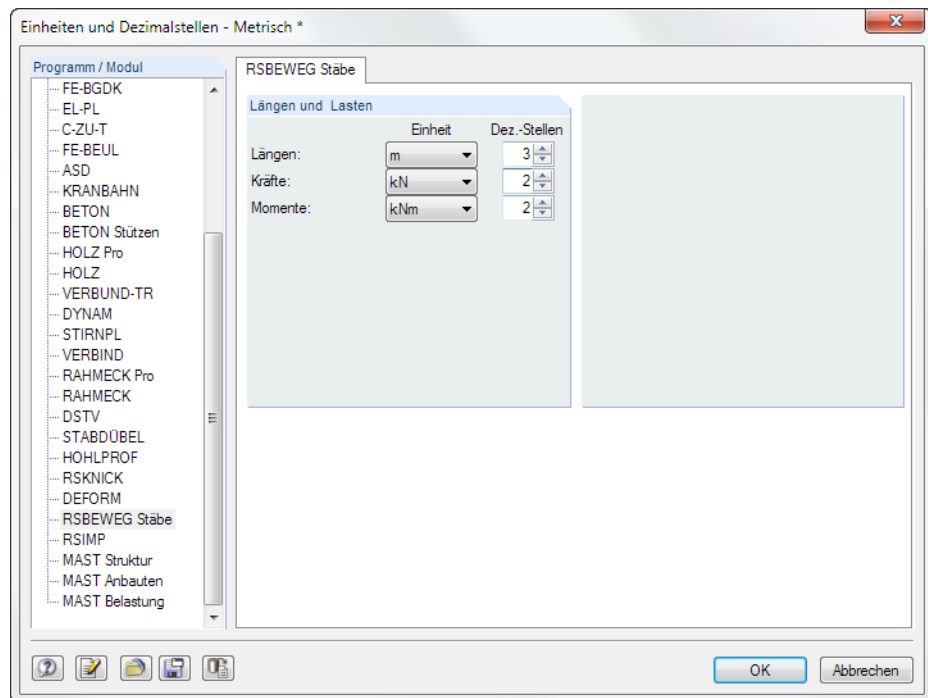 Einheiten und Dezimalstellen - Metrisch *
Programm / Modul
FE-BGDK
EL-PL
C-ZU-T
FE-BEUL
ASD
KRANBAHN
BETON
BETON Stützen
HOLZ Pro
HOLZ
VERBUND-TR
DYNAM
STIRNPL
VERBIND
RAHMECK Pro
RAHMECK
DSTV
STABDÜBEL
HOHLPROF
RSKNICK
DEFORM
RSBEWEG Stäbe
RSIMP
MAST Struktur
MAST Anbauten
MAST Belastung
RSBEWEG Stäbe
Längen und Lasten
Einheit Dez.-Stellen
Längen: m 3
Kräfte: kN 2
Momente: kNm 2
OK Abbrechen